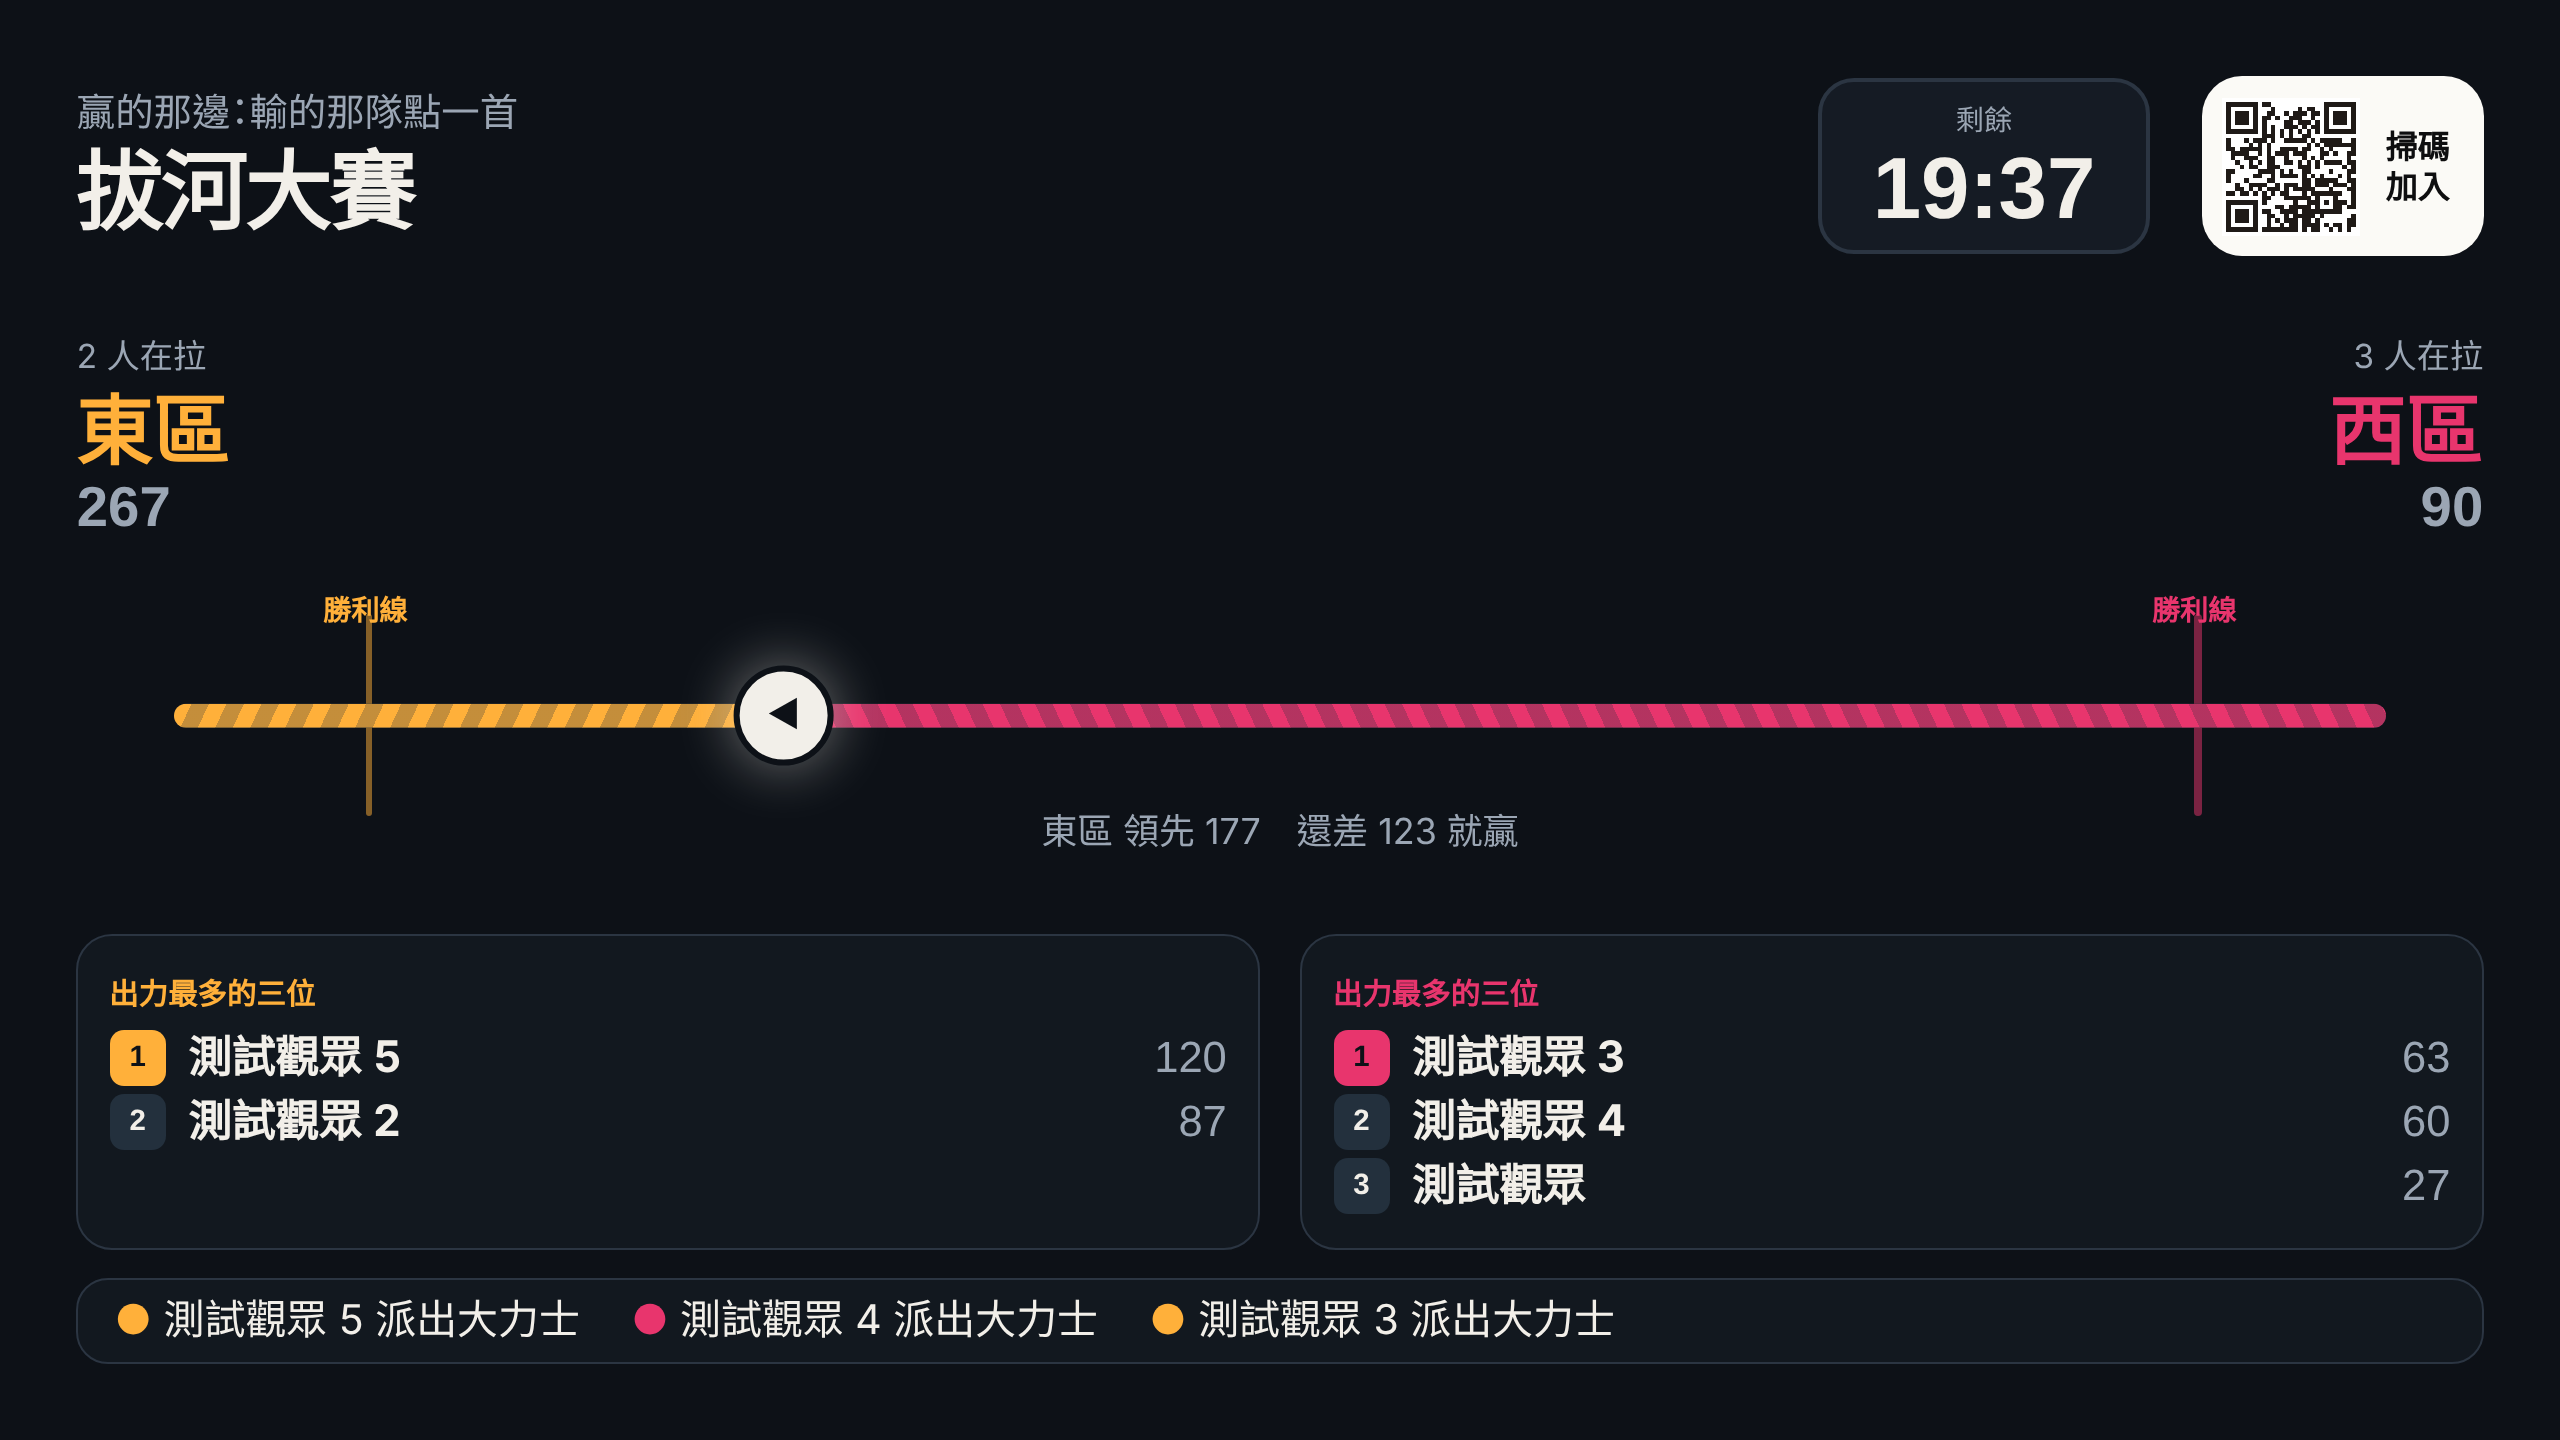 贏的那邊：輸的那隊點一首
拔河大賽
剩餘
19:37
掃碼
加入
2 人在拉
東區
267
3 人在拉
西區
90
勝利線
勝利線
東區 領先 177　還差 123 就贏
出力最多的三位
1 測試觀眾 5 120
2 測試觀眾 2 87
出力最多的三位
1 測試觀眾 3 63
2 測試觀眾 4 60
3 測試觀眾 27
測試觀眾 5 派出大力士 測試觀眾 4 派出大力士 測試觀眾 3 派出大力士